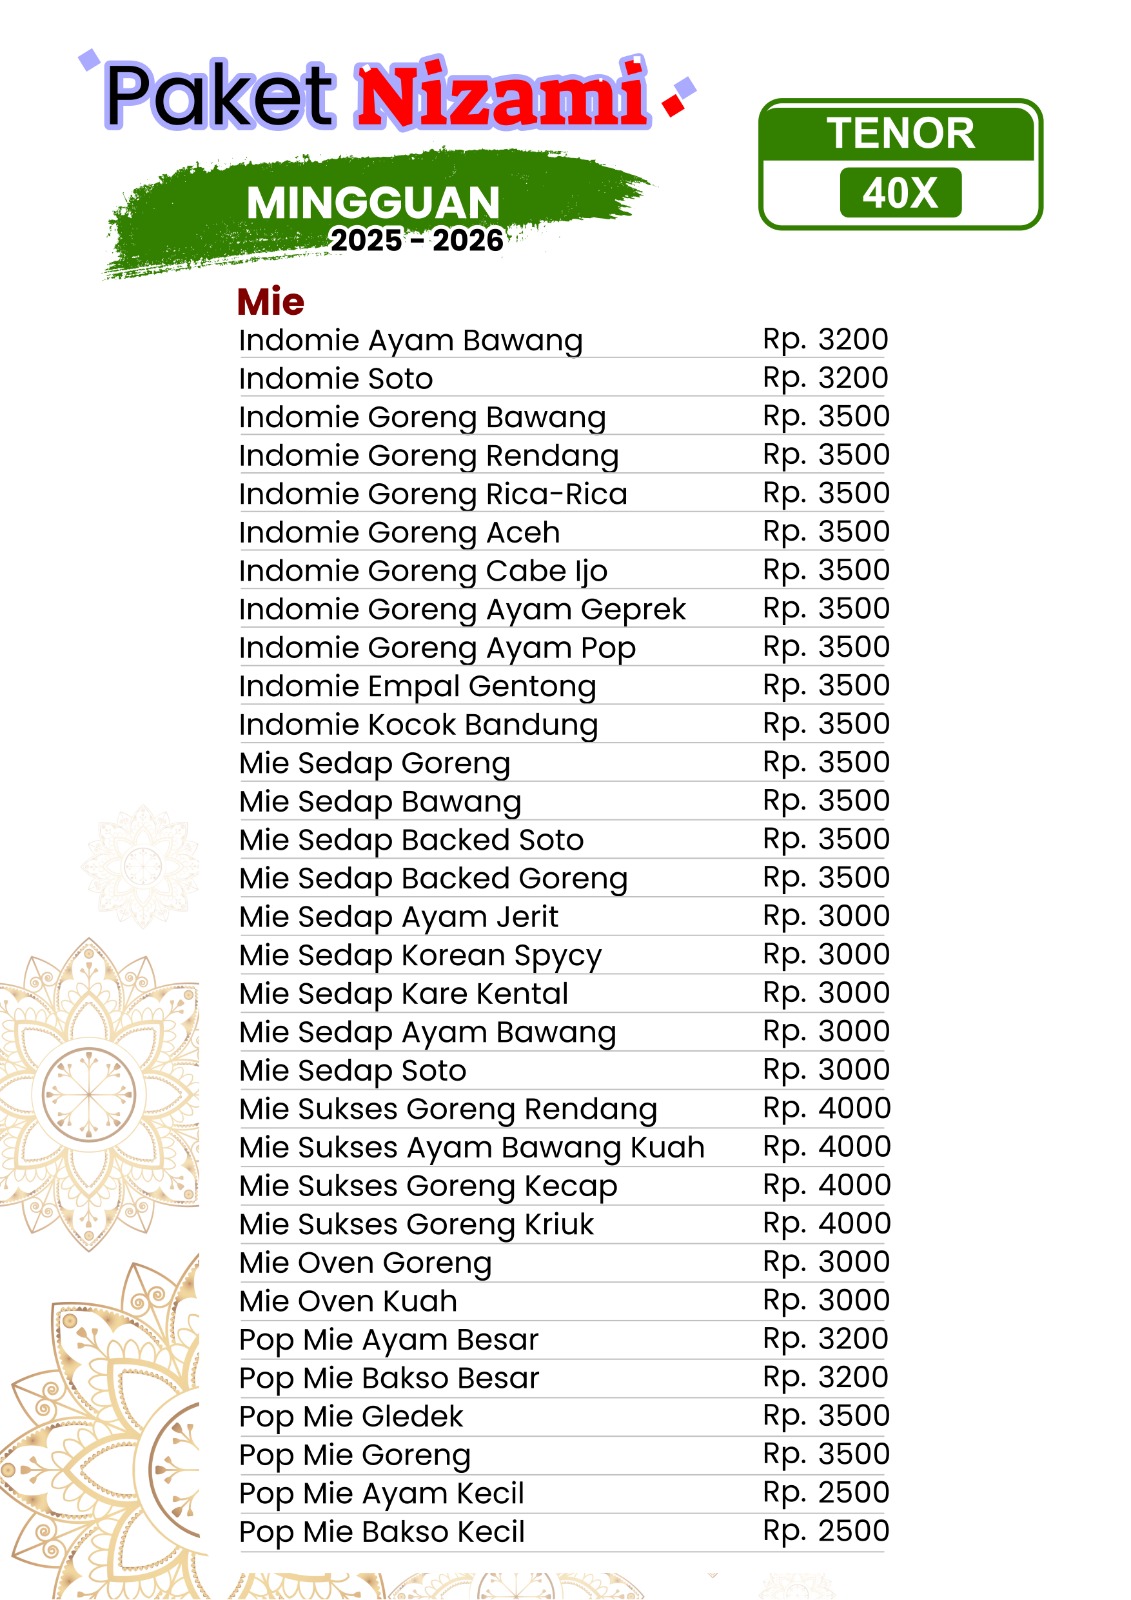 Paket Nizami
MINGGUAN
2025 - 2026
TENOR
40X
Mie
Indomie Ayam Bawang Rp. 3200
Indomie Soto Rp. 3200
Indomie Goreng Bawang Rp. 3500
Indomie Goreng Rendang Rp. 3500
Indomie Goreng Rica-Rica Rp. 3500
Indomie Goreng Aceh Rp. 3500
Indomie Goreng Cabe Ijo Rp. 3500
Indomie Goreng Ayam Geprek Rp. 3500
Indomie Goreng Ayam Pop Rp. 3500
Indomie Empal Gentong Rp. 3500
Indomie Kocok Bandung Rp. 3500
Mie Sedap Goreng Rp. 3500
Mie Sedap Bawang Rp. 3500
Mie Sedap Backed Soto Rp. 3500
Mie Sedap Backed Goreng Rp. 3500
Mie Sedap Ayam Jerit Rp. 3000
Mie Sedap Korean Spycy Rp. 3000
Mie Sedap Kare Kental Rp. 3000
Mie Sedap Ayam Bawang Rp. 3000
Mie Sedap Soto Rp. 3000
Mie Sukses Goreng Rendang Rp. 4000
Mie Sukses Ayam Bawang Kuah Rp. 4000
Mie Sukses Goreng Kecap Rp. 4000
Mie Sukses Goreng Kriuk Rp. 4000
Mie Oven Goreng Rp. 3000
Mie Oven Kuah Rp. 3000
Pop Mie Ayam Besar Rp. 3200
Pop Mie Bakso Besar Rp. 3200
Pop Mie Gledek Rp. 3500
Pop Mie Goreng Rp. 3500
Pop Mie Ayam Kecil Rp. 2500
Pop Mie Bakso Kecil Rp. 2500